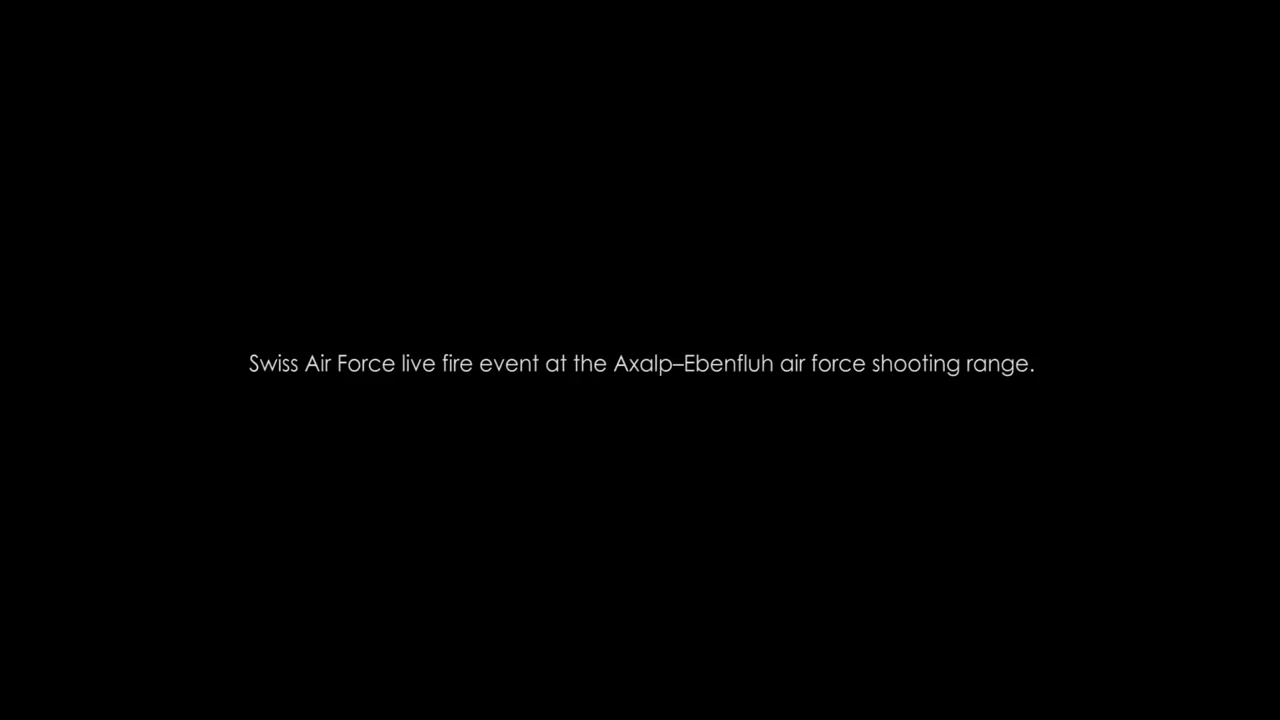 Swiss Air Force live fire event at the Axalp–Ebenfluh air force shooting range.